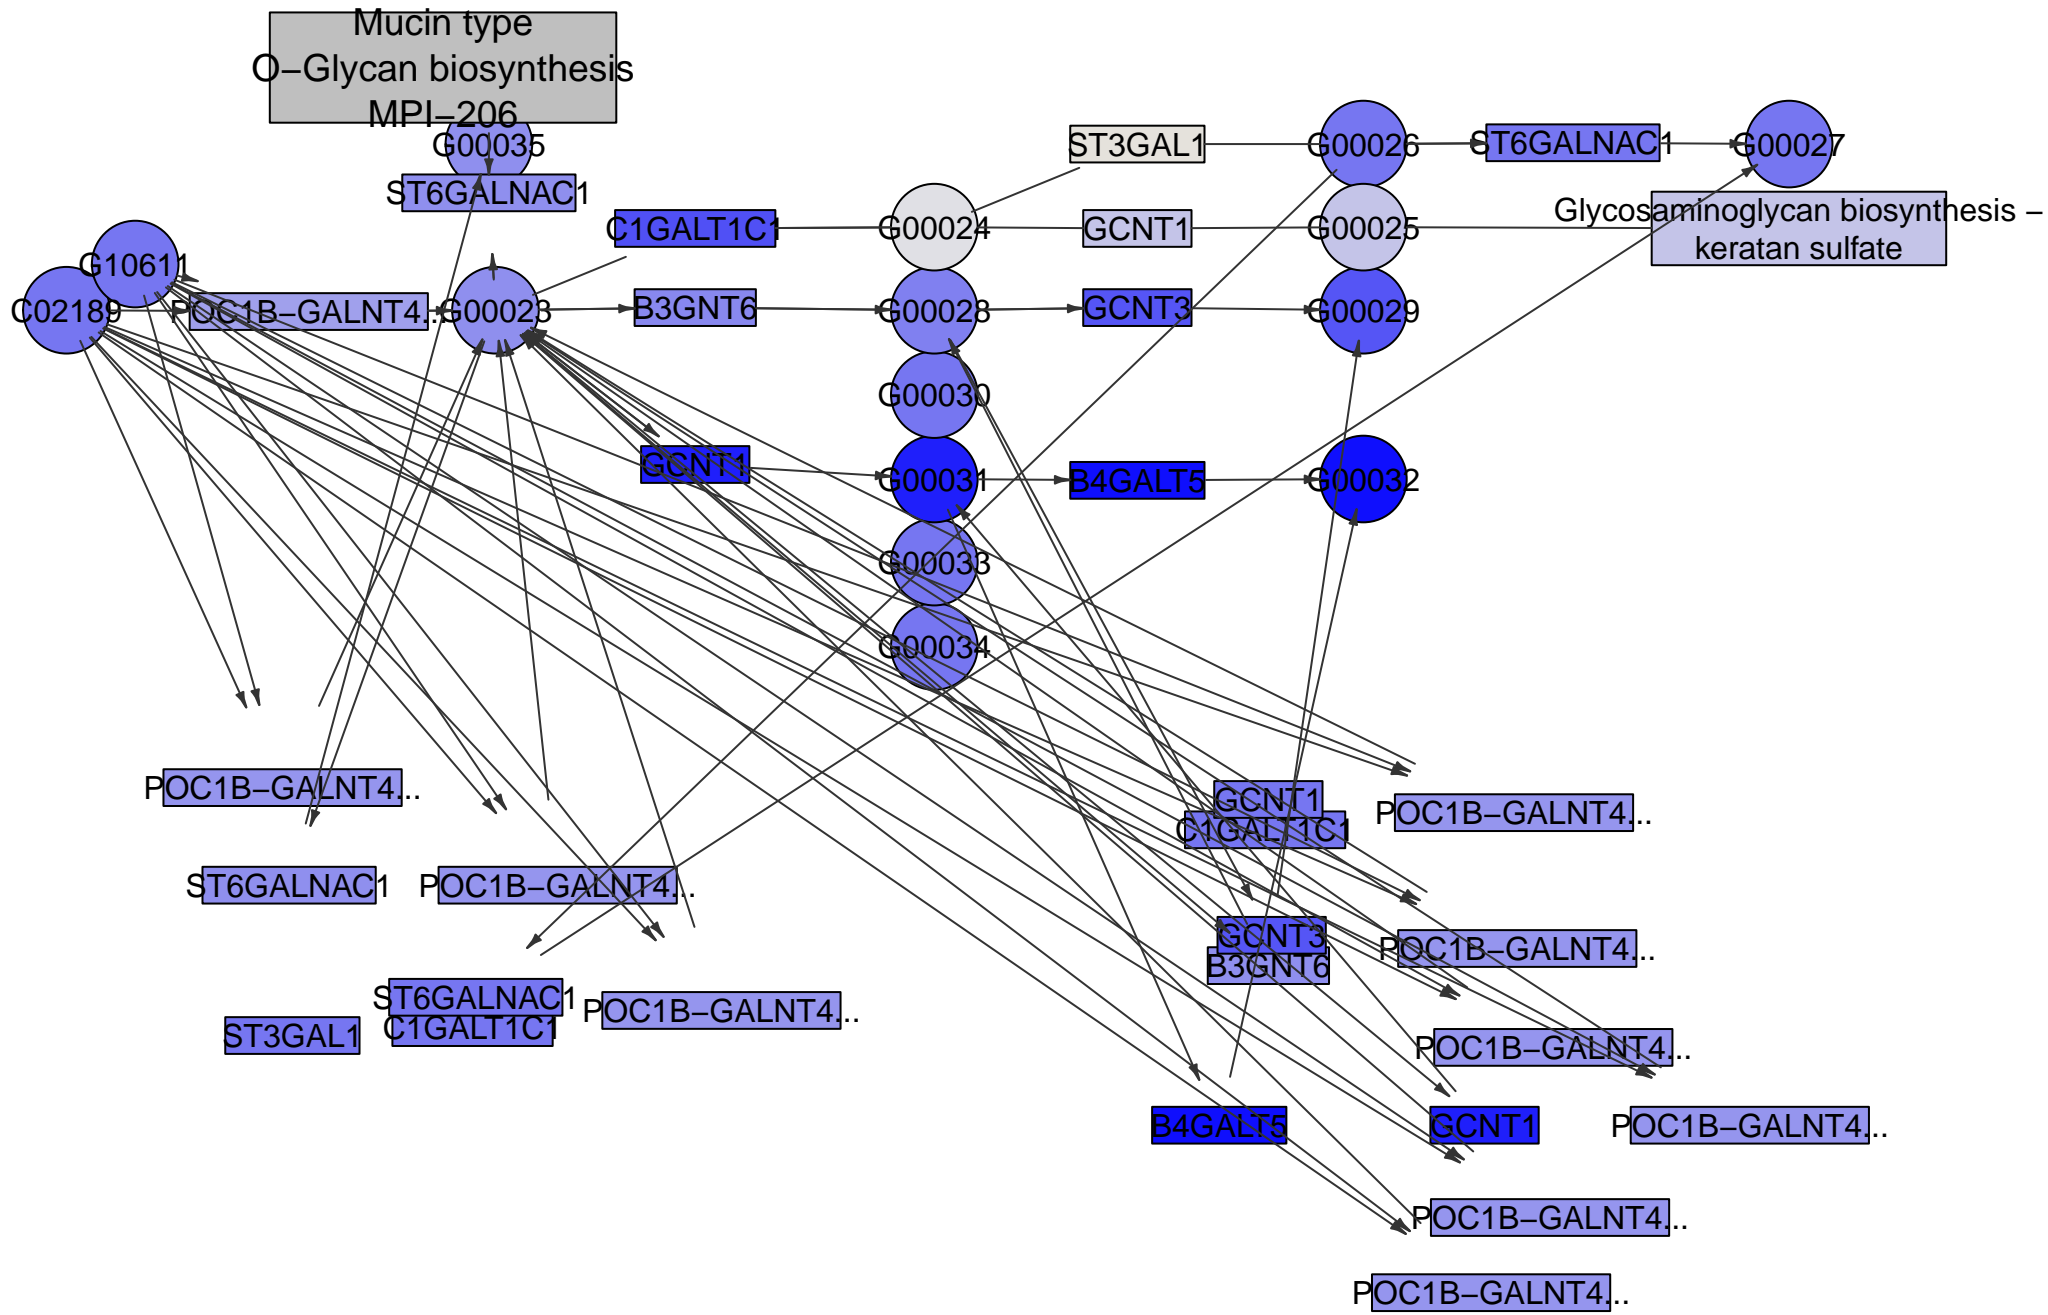 Mucin type
O−Glycan biosynthesis
MPI−206
G00035
ST3GAL1
G00026
ST6GALNAC1
G00027
ST6GALNAC1
C1GALT1C1
G00024
GCNT1
G00025
Glycosaminoglycan biosynthesis −
keratan sulfate
G10611
C02189
POC1B−GALNT4...
G00023
B3GNT6
G00028
GCNT3
G00029
G00030
GCNT1
G00031
B4GALT5
G00032
G00033
G00034
POC1B−GALNT4...
GCNT1
C1GALT1C1
POC1B−GALNT4...
ST6GALNAC1
POC1B−GALNT4...
GCNT3
B3GNT6
POC1B−GALNT4...
ST6GALNAC1
C1GALT1C1
ST3GAL1
POC1B−GALNT4...
POC1B−GALNT4...
B4GALT5
GCNT1
POC1B−GALNT4...
POC1B−GALNT4...
POC1B−GALNT4...